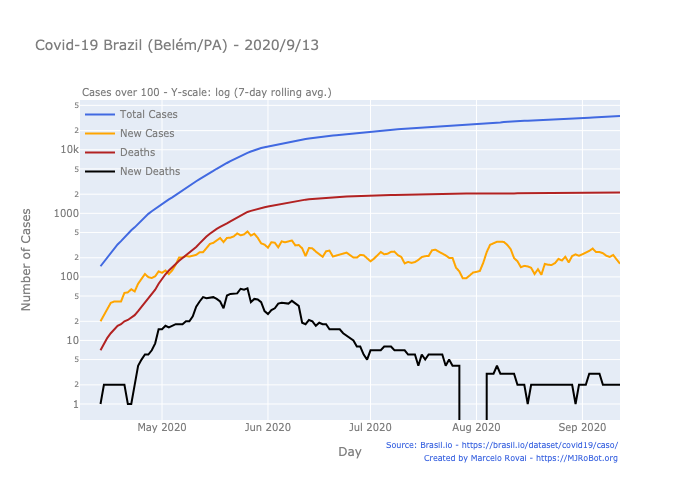 Covid-19 Brazil (Belém/PA) - 2020/9/13
Cases over 100 - Y-scale: log (7-day rolling avg.)
Total Cases
New Cases
Deaths
New Deaths
5
2
10k
5
2
1000
5
2
100
5
2
10
5
2
1
Number of Cases
May 2020
Jun 2020
Jul 2020
Aug 2020
Sep 2020
Day
Source: Brasil.io - https://brasil.io/dataset/covid19/caso/
Created by Marcelo Rovai - https://MJRoBot.org